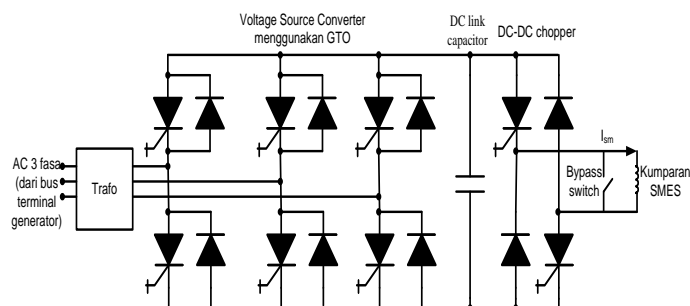 Voltage Source Converter
menggunakan GTO
DC link
capacitor
DC-DC chopper
AC 3 fasa
(dari bus
terminal
generator)
Trafo
Ism
Bypass
switch
Kumparan
SMES